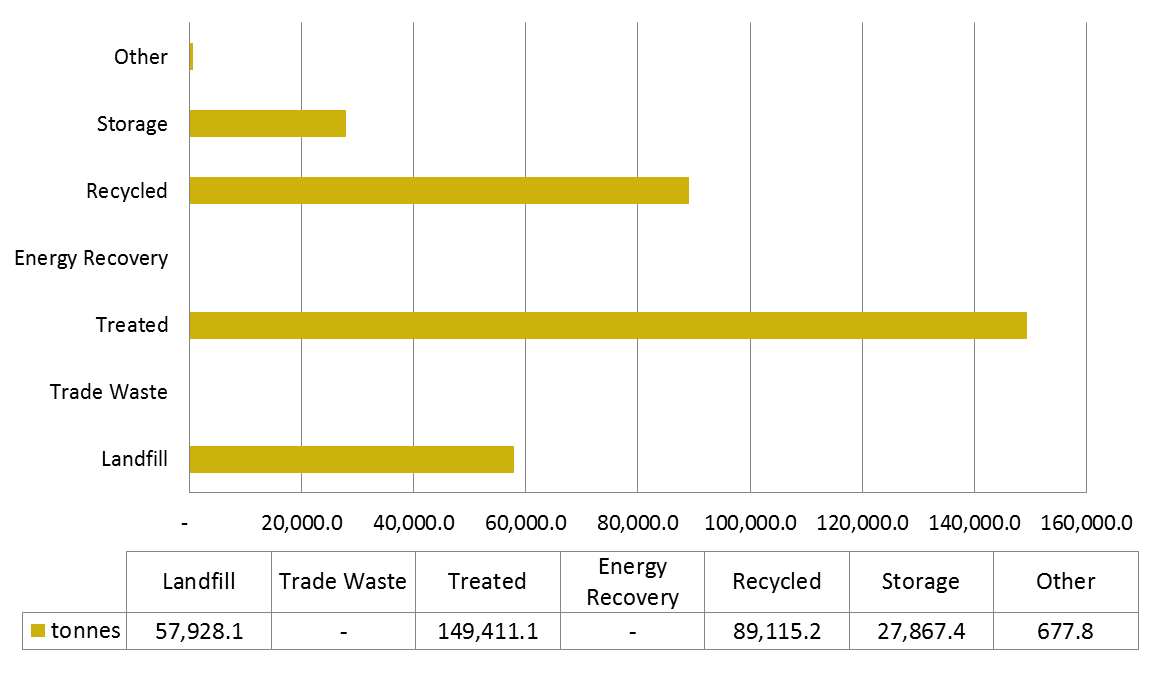 Other
Storage
Recycled
Energy Recovery
Treated
Trade Waste
Landfill
- 20,000.0 40,000.0 60,000.0 80,000.0 100,000.0 120,000.0 140,000.0 160,000.0
Landfill Trade Waste Treated Energy Recovery Recycled Storage Other
tonnes 57,928.1 - 149,411.1 - 89,115.2 27,867.4 677.8